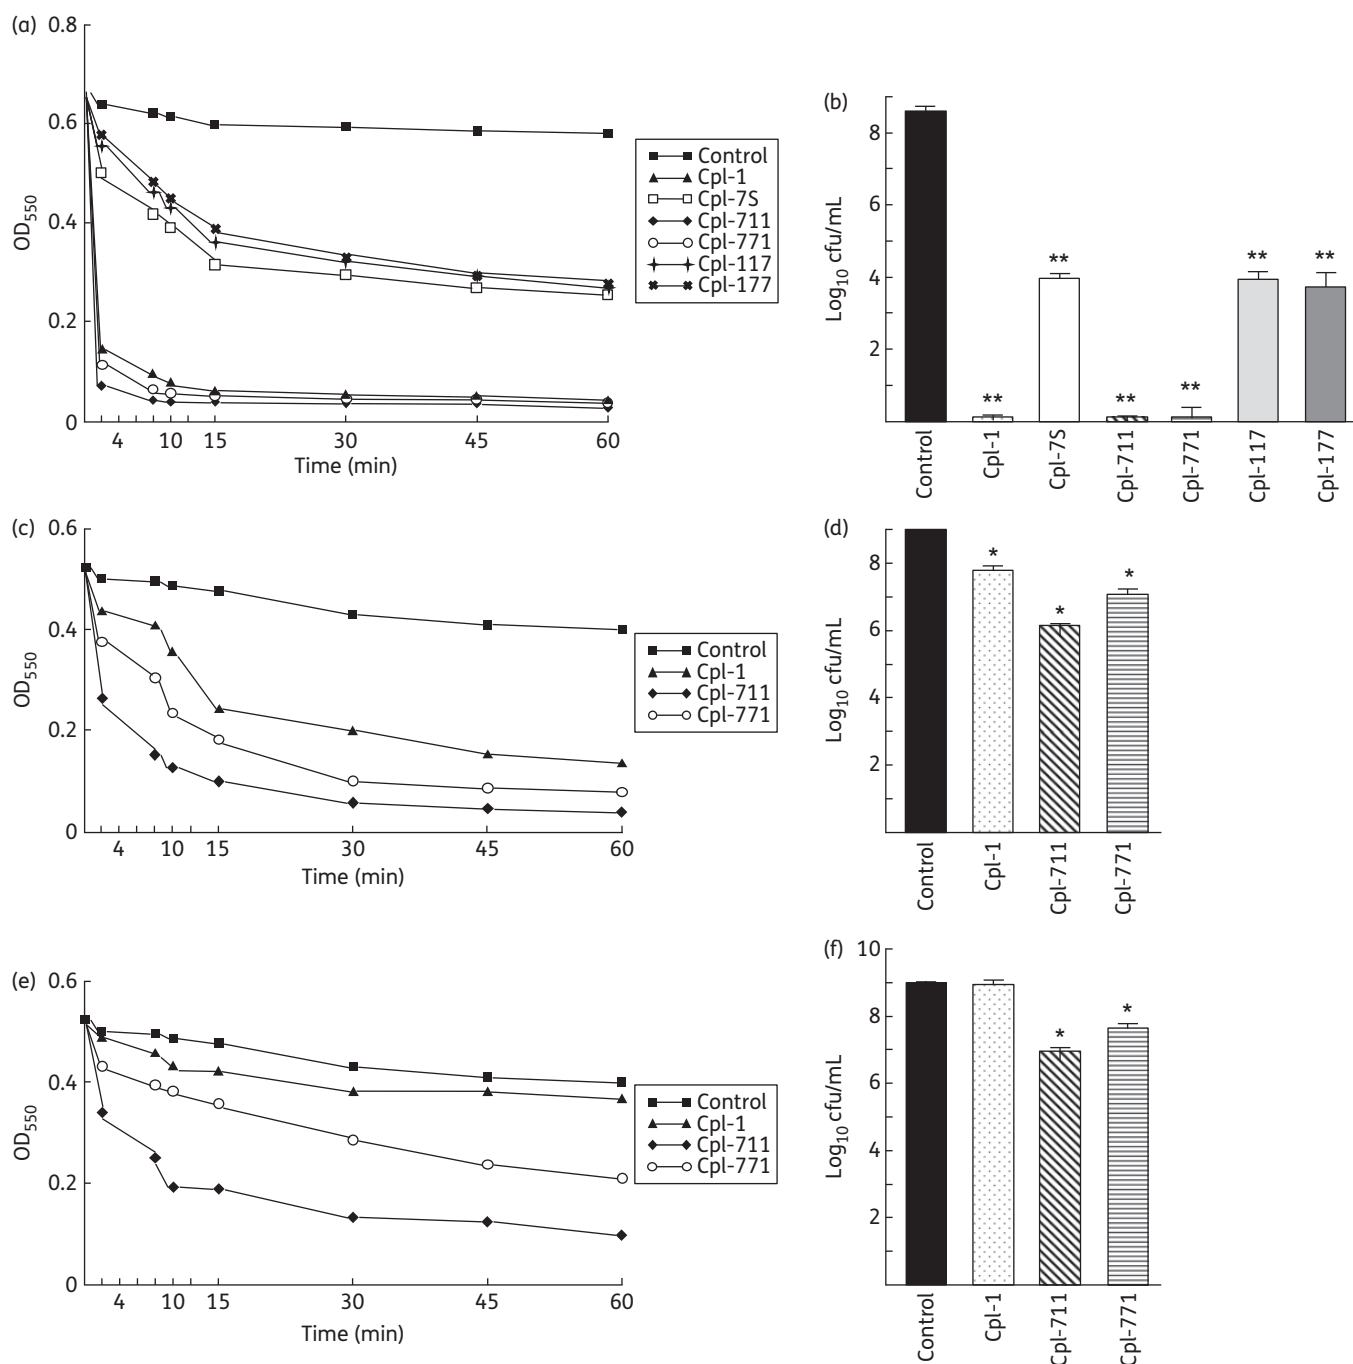 (a)
0.8
0.6
0.4
0.2
0
OD550
4 10 15 30 45 60
Time (min)
Control
Cpl-1
Cpl-7S
Cpl-711
Cpl-771
Cpl-117
Cpl-177
(b)
8
6
4
2
Log10 cfu/mL
** ** ** ** ** **
Control Cpl-1 Cpl-7S Cpl-711 Cpl-771 Cpl-117 Cpl-177
(c)
0.6
0.4
0.2
0
OD550
4 10 15 30 45 60
Time (min)
Control
Cpl-1
Cpl-711
Cpl-771
(d)
8
6
4
2
Log10 cfu/mL
* * *
Control Cpl-1 Cpl-711 Cpl-771
(e)
0.6
0.4
0.2
0
OD550
4 10 15 30 45 60
Time (min)
Control
Cpl-1
Cpl-711
Cpl-771
(f)
10
8
6
4
2
Log10 cfu/mL
* *
Control Cpl-1 Cpl-711 Cpl-771